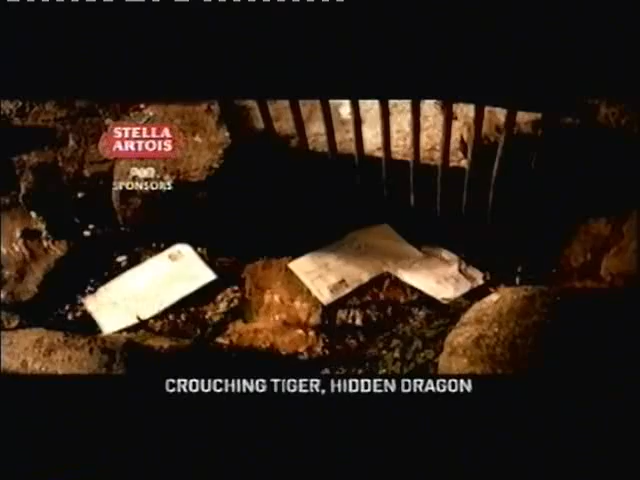 STELLA
ARTOIS
SPONSORS
CROUCHING TIGER, HIDDEN DRAGON